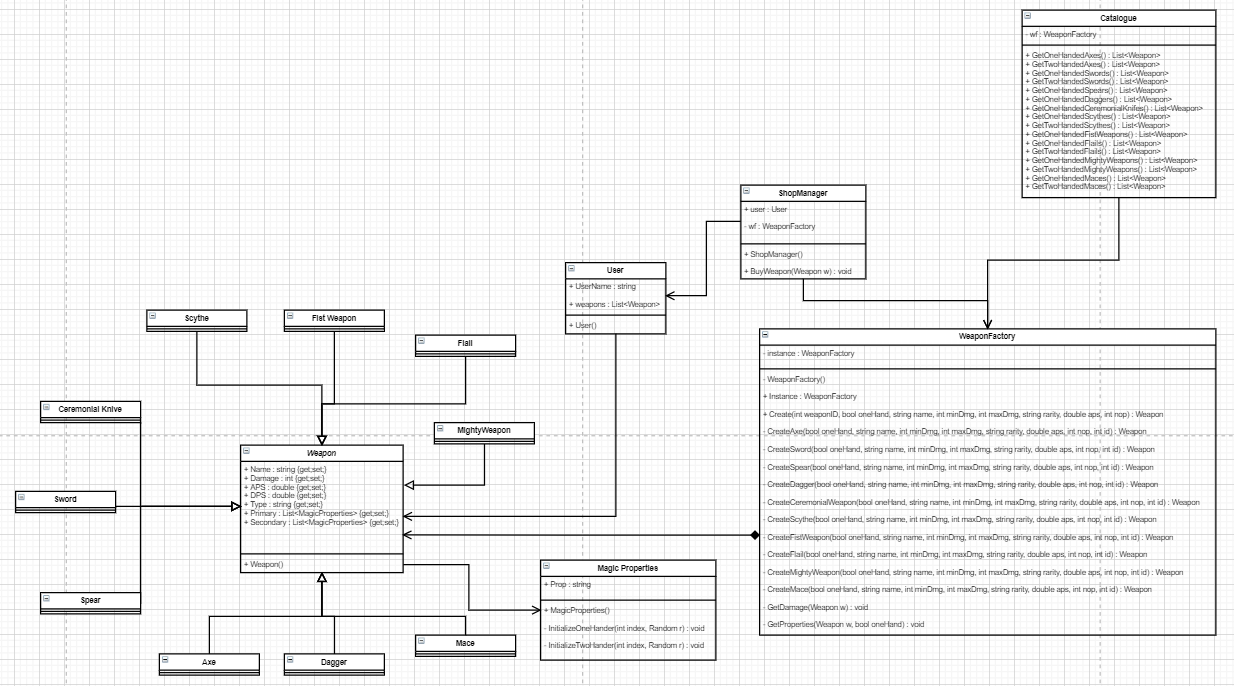 Catalogue
- wf : WeaponFactory
+ GetOneHandedAxes() : List<Weapon>
+ GetTwoHandedAxes() : List<Weapon>
+ GetOneHandedSwords() : List<Weapon>
+ GetTwoHandedSwords() : List<Weapon>
+ GetOneHandedSpears() : List<Weapon>
+ GetOneHandedDaggers() : List<Weapon>
+ GetOneHandedCeremonialKnifes() : List<Weapon>
+ GetOneHandedScythes() : List<Weapon>
+ GetTwoHandedScythes() : List<Weapon>
+ GetOneHandedFistWeapons() : List<Weapon>
+ GetOneHandedFlails() : List<Weapon>
+ GetTwoHandedFlails() : List<Weapon>
+ GetOneHandedMightyWeapons() : List<Weapon>
+ GetTwoHandedMightyWeapons() : List<Weapon>
+ GetOneHandedMaces() : List<Weapon>
+ GetTwoHandedMaces() : List<Weapon>
ShopManager
+ user : User
- wf : WeaponFactory
+ ShopManager()
+ BuyWeapon(Weapon w) : void
User
+ UserName : string
+ weapons : List<Weapon>
+ User()
Scythe
Fist Weapon
Flail
Ceremonial Knive
MightyWeapon
Sword
Spear
Weapon
+ Name : string {get;set;}
+ Damage : int {get;set;}
+ APS : double {get;set;}
+ DPS : double {get;set;}
+ Type : string {get;set;}
+ Primary : List<MagicProperties> {get;set;}
+ Secondary : List<MagicProperties> {get;set;}
+ Weapon()
WeaponFactory
- instance : WeaponFactory
- WeaponFactory()
+ Instance : WeaponFactory
+ Create(int weaponID, bool oneHand, string name, int minDmg, int maxDmg, string rarity, double aps, int nop) : Weapon
- CreateAxe(bool oneHand, string name, int minDmg, int maxDmg, string rarity, double aps, int nop, int id) : Weapon
- CreateSword(bool oneHand, string name, int minDmg, int maxDmg, string rarity, double aps, int nop, int id) : Weapon
- CreateSpear(bool oneHand, string name, int minDmg, int maxDmg, string rarity, double aps, int nop, int id) : Weapon
- CreateDagger(bool oneHand, string name, int minDmg, int maxDmg, string rarity, double aps, int nop, int id) : Weapon
- CreateCeremonialWeapon(bool oneHand, string name, int minDmg, int maxDmg, string rarity, double aps, int nop, int id) : Weapon
- CreateScythe(bool oneHand, string name, int minDmg, int maxDmg, string rarity, double aps, int nop, int id) : Weapon
- CreateFistWeapon(bool oneHand, string name, int minDmg, int maxDmg, string rarity, double aps, int nop, int id) : Weapon
- CreateFlail(bool oneHand, string name, int minDmg, int maxDmg, string rarity, double aps, int nop, int id) : Weapon
- CreateMightyWeapon(bool oneHand, string name, int minDmg, int maxDmg, string rarity, double aps, int nop, int id) : Weapon
- CreateMace(bool oneHand, string name, int minDmg, int maxDmg, string rarity, double aps, int nop, int id) : Weapon
- GetDamage(Weapon w) : void
- GetProperties(Weapon w, bool oneHand) : void
Magic Properties
+ Prop : string
+ MagicProperties()
- InitializeOneHander(int index, Random r) : void
- InitializeTwoHander(int index, Random r) : void
Axe
Dagger
Mace